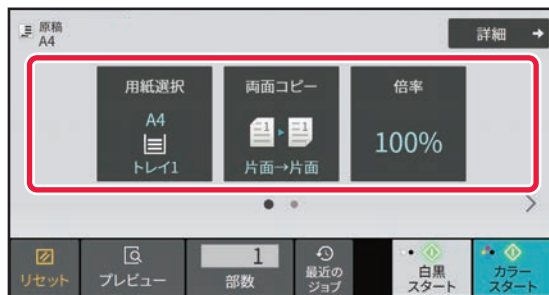 原稿
A4
詳細
用紙選択
A4
トレイ1
両面コピー
1 1
片面→片面
倍率
100%
リセット
プレビュー
1
部数
最近の
ジョブ
白黒
スタート
カラー
スタート